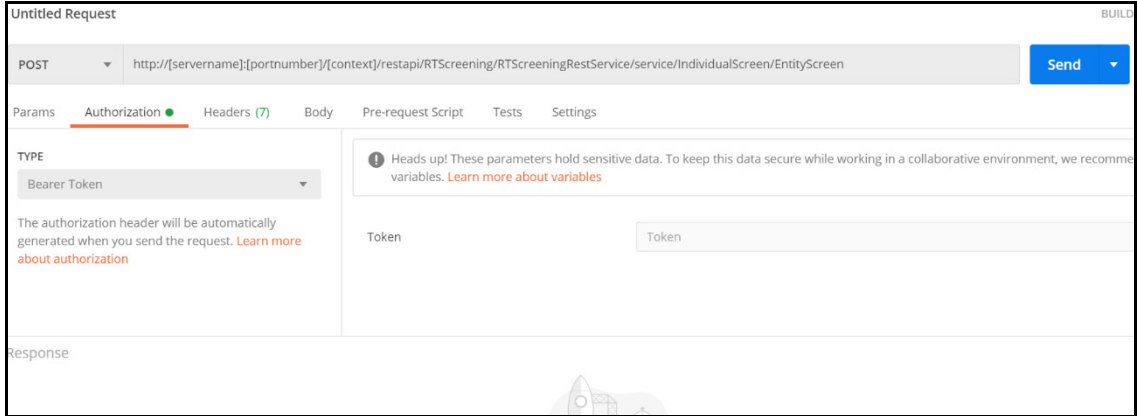 Untitled Request
BUILD
POST
http://[servername]:[portnumber]/[context]/restapi/RTScreening/RTScreeningRestService/service/IndividualScreen/EntityScreen
Send
Params Authorization Headers (7) Body Pre-request Script Tests Settings
TYPE
Bearer Token
The authorization header will be automatically
generated when you send the request. Learn more
about authorization
Heads up! These parameters hold sensitive data. To keep this data secure while working in a collaborative environment, we recomme
variables. Learn more about variables
Token
Token
Response